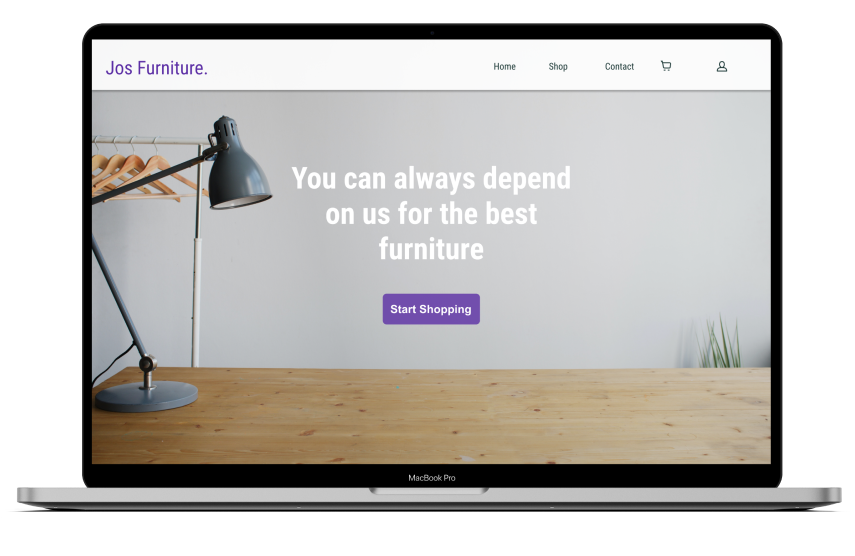 Jos Furniture.
Home Shop Contact
You can always depend
on us for the best
furniture
Start Shopping
MacBook Pro